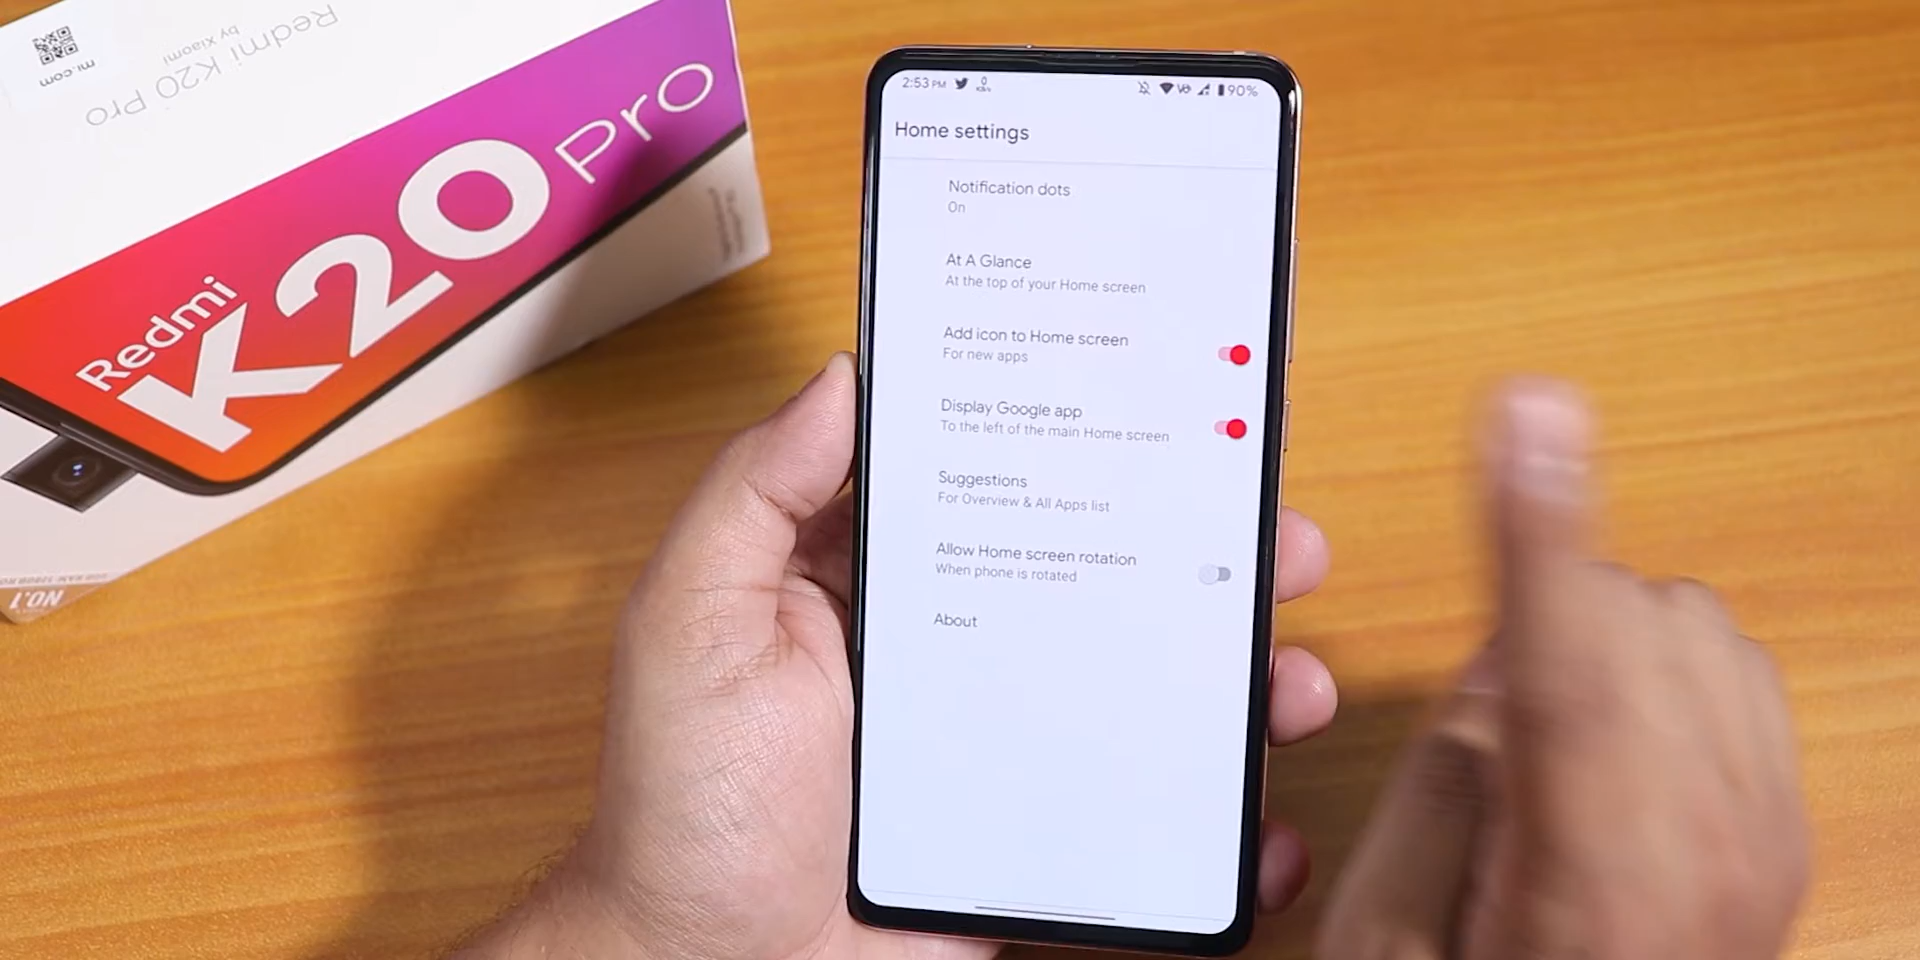 mi.com
Redmi K20 Pro
by Xiaomi
Redmi
K20 Pro
NO.1
2:53 PM
90%
Home settings
Notification dots
On
At A Glance
At the top of your Home screen
Add icon to Home screen
For new apps
Display Google app
To the left of the main Home screen
Suggestions
For Overview & All Apps list
Allow Home screen rotation
When phone is rotated
About